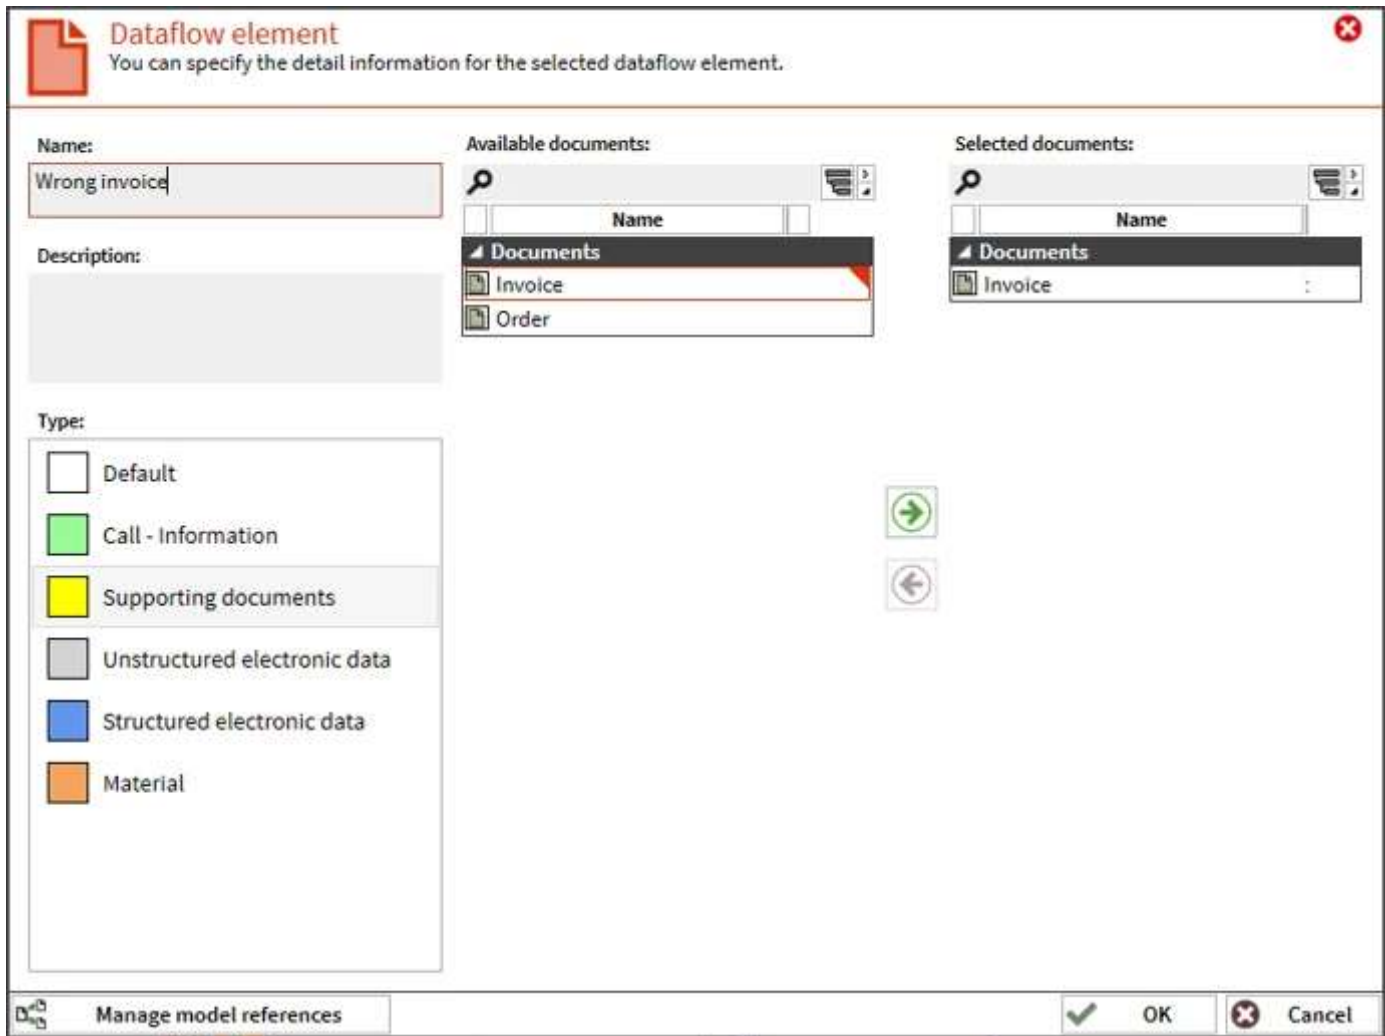 Dataflow element
You can specify the detail information for the selected dataflow element.
Name:
Wrong invoice
Description:
Type:
Default
Call - Information
Supporting documents
Unstructured electronic data
Structured electronic data
Material
Available documents:
Name
Documents
Invoice
Order
Selected documents:
Name
Documents
Invoice :
Manage model references
OK
Cancel